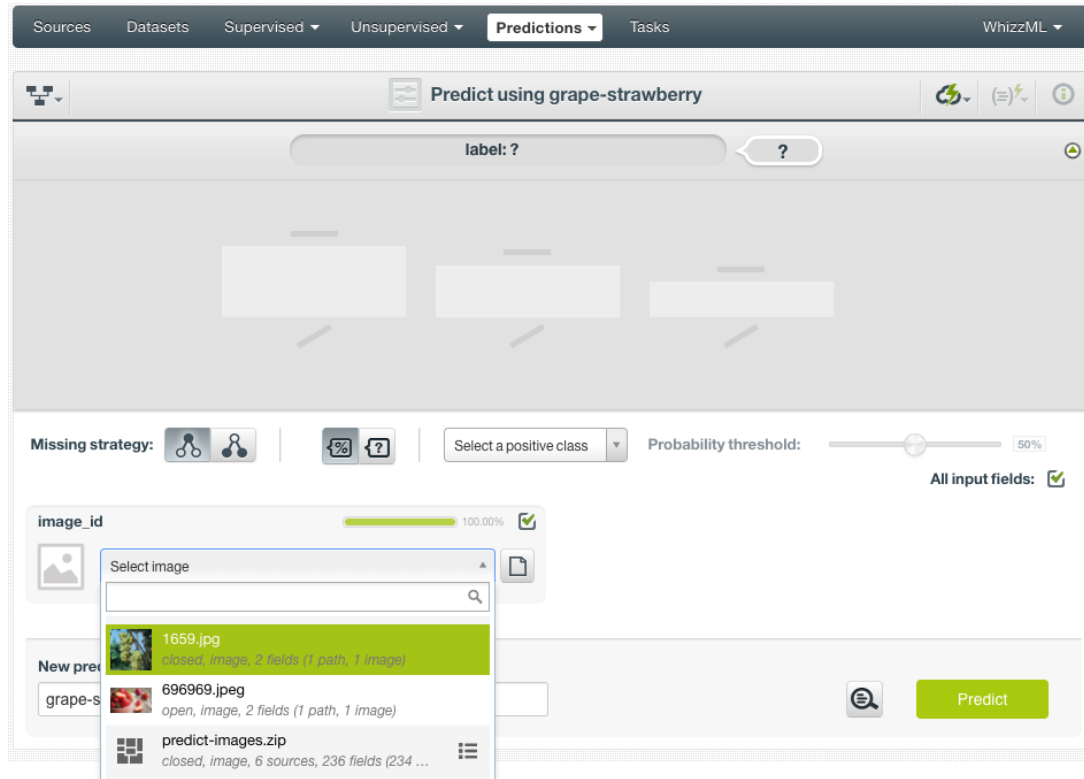 Sources Datasets Supervised Unsupervised Predictions Tasks WhizzML
Predict using grape-strawberry
label: ? ?
Missing strategy: % ? Select a positive class Probability threshold: 50%
All input fields:
image_id 100.00%
Select image
1659.jpg
closed, image, 2 fields (1 path, 1 image)
New pre
696969.jpeg
grape-s
open, image, 2 fields (1 path, 1 image)
Predict
predict-images.zip
closed, image, 6 sources, 236 fields (234 ...